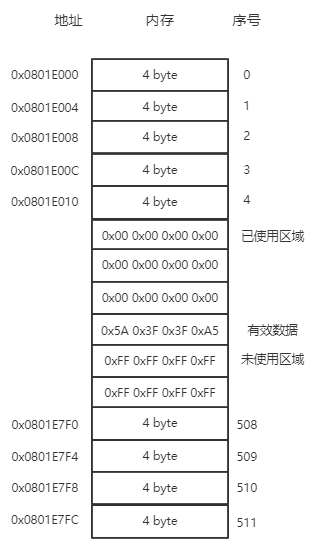 地址 内存 序号
0x0801E000 4 byte 0
0x0801E004 4 byte 1
0x0801E008 4 byte 2
0x0801E00C 4 byte 3
0x0801E010 4 byte 4
0x00 0x00 0x00 0x00 已使用区域
0x00 0x00 0x00 0x00
0x00 0x00 0x00 0x00
0x5A 0x3F 0x3F 0xA5 有效数据
0xFF 0xFF 0xFF 0xFF 未使用区域
0xFF 0xFF 0xFF 0xFF
0x0801E7F0 4 byte 508
0x0801E7F4 4 byte 509
0x0801E7F8 4 byte 510
0x0801E7FC 4 byte 511